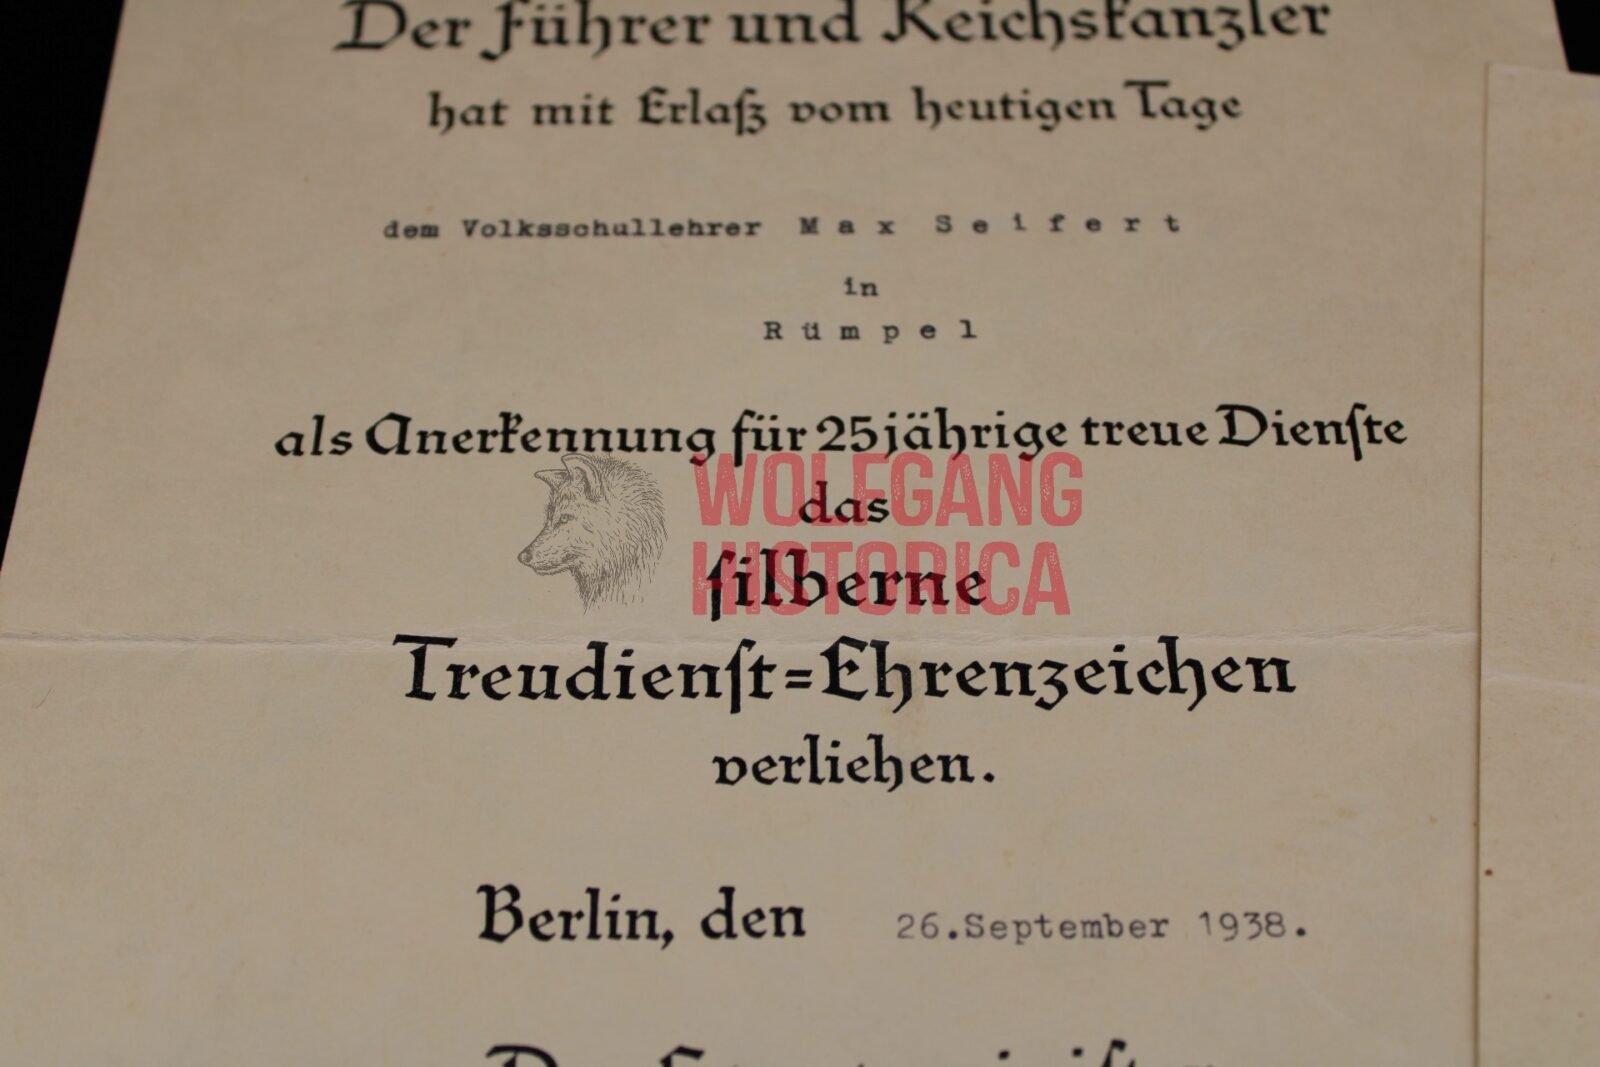 Der Führer und Reichskanzler
hat mit Erlaß vom heutigen Tage
dem Volksschullehrer Max Seifert
in
Rümpel
als Anerkennung für 25jährige treue Dienste
das
silberne
Treudienst=Ehrenzeichen
verliehen.
Berlin, den 26.September 1938.
WOLFGANG
HISTORICA